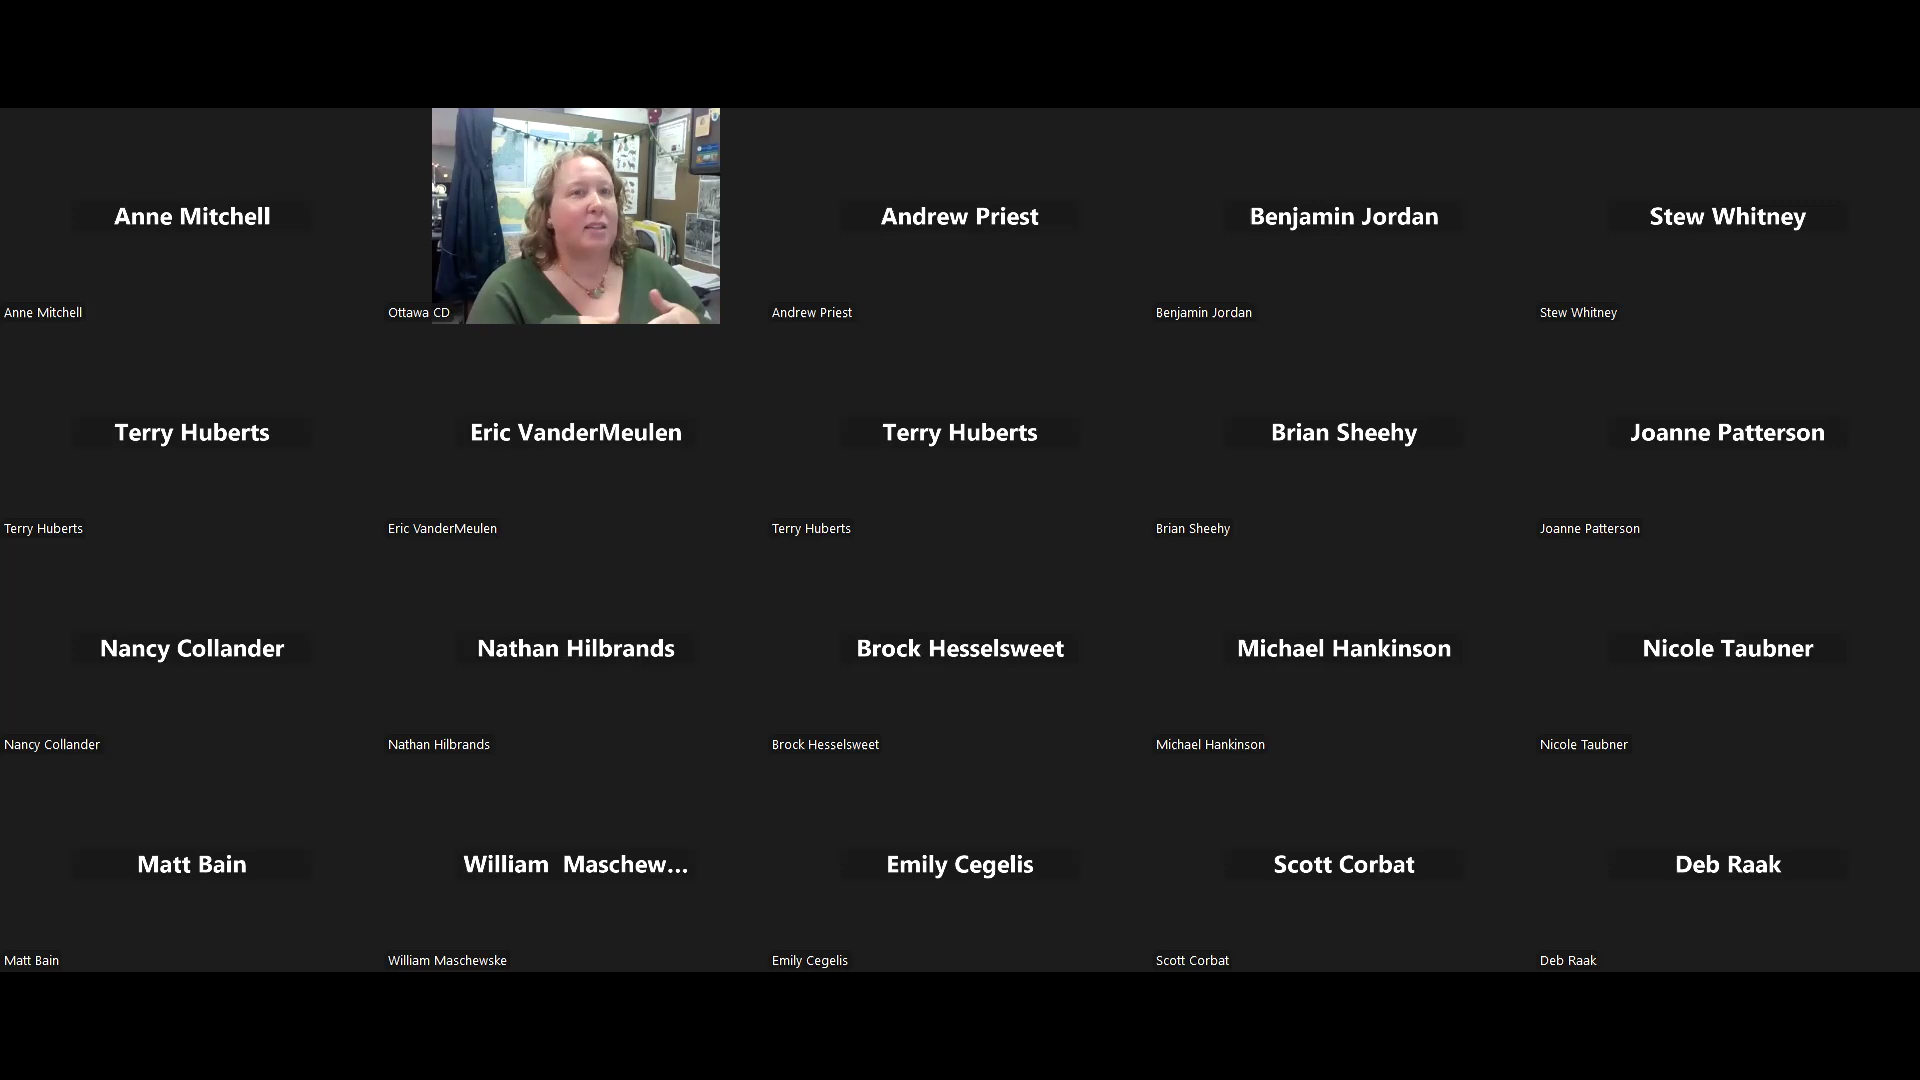 Anne Mitchell
Andrew Priest
Benjamin Jordan
Stew Whitney
Anne Mitchell
Ottawa CD
Andrew Priest
Benjamin Jordan
Stew Whitney
Terry Huberts
Eric VanderMeulen
Terry Huberts
Brian Sheehy
Joanne Patterson
Terry Huberts
Eric VanderMeulen
Terry Huberts
Brian Sheehy
Joanne Patterson
Nancy Collander
Nathan Hilbrands
Brock Hesselsweet
Michael Hankinson
Nicole Taubner
Nancy Collander
Nathan Hilbrands
Brock Hesselsweet
Michael Hankinson
Nicole Taubner
Matt Bain
William  Maschew...
Emily Cegelis
Scott Corbat
Deb Raak
Matt Bain
William Maschewske
Emily Cegelis
Scott Corbat
Deb Raak